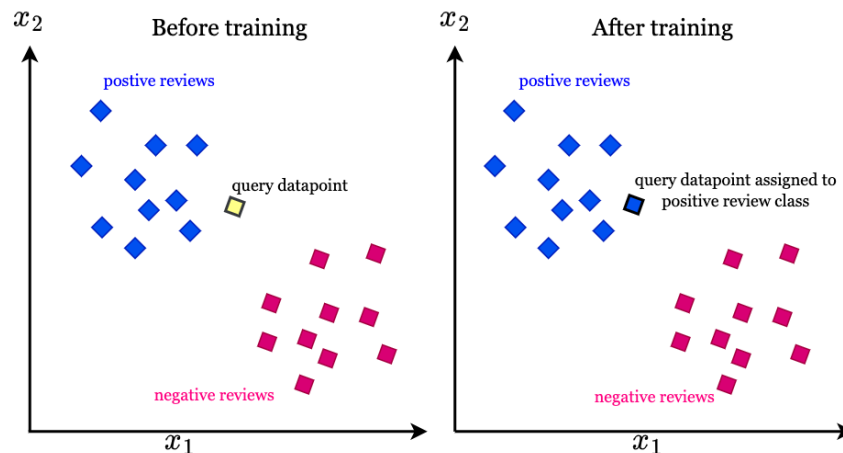 Before training
x₂
postive reviews
query datapoint
negative reviews
x₁
After training
x₂
postive reviews
query datapoint assigned to
positive review class
negative reviews
x₁